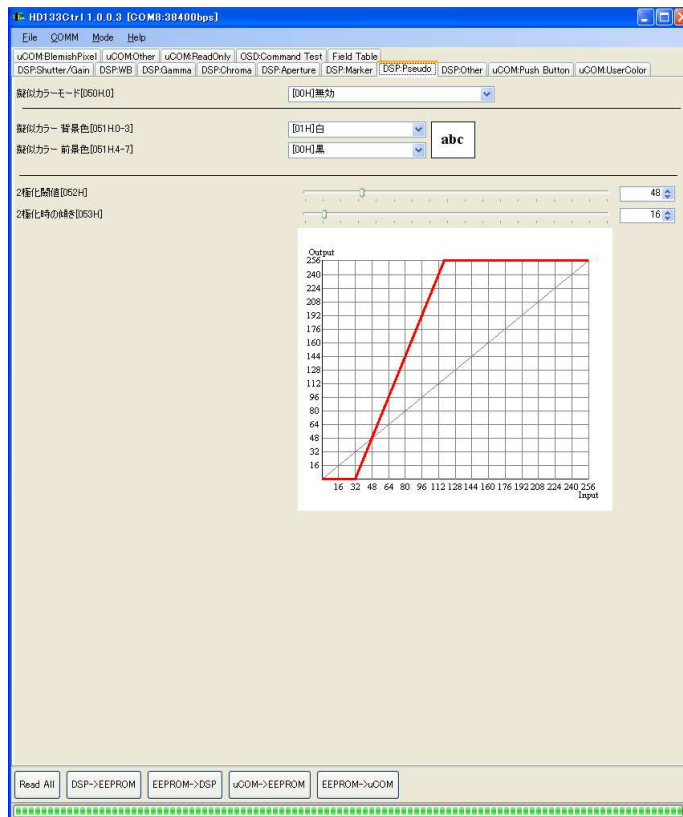 HD133Ctrl 1.0.0.3 [COM8:38400bps]
File COMM Mode Help
uCOM:BlemishPixel uCOM:Other uCOM:ReadOnly OSD:Command Test Field Table
DSP:Shutter/Gain DSP:WB DSP:Gamma DSP:Chroma DSP:Aperture DSP:Marker DSP:Pseudo DSP:Other uCOM:Push Button uCOM:UserColor
擬似カラーモード[050H.0] [00H]無効
擬似カラー 背景色[051H.0-3] [01H]白
abc
擬似カラー 前景色[051H.4-7] [00H]黒
2極化閾値[052H] 48
2極化時の傾き[053H] 16
Output
256
240
224
208
192
176
160
144
128
112
96
80
64
48
32
16
16 32 48 64 80 96 112 128 144 160 176 192 208 224 240 256
Input
Read All DSP->EEPROM EEPROM->DSP uCOM->EEPROM EEPROM->uCOM